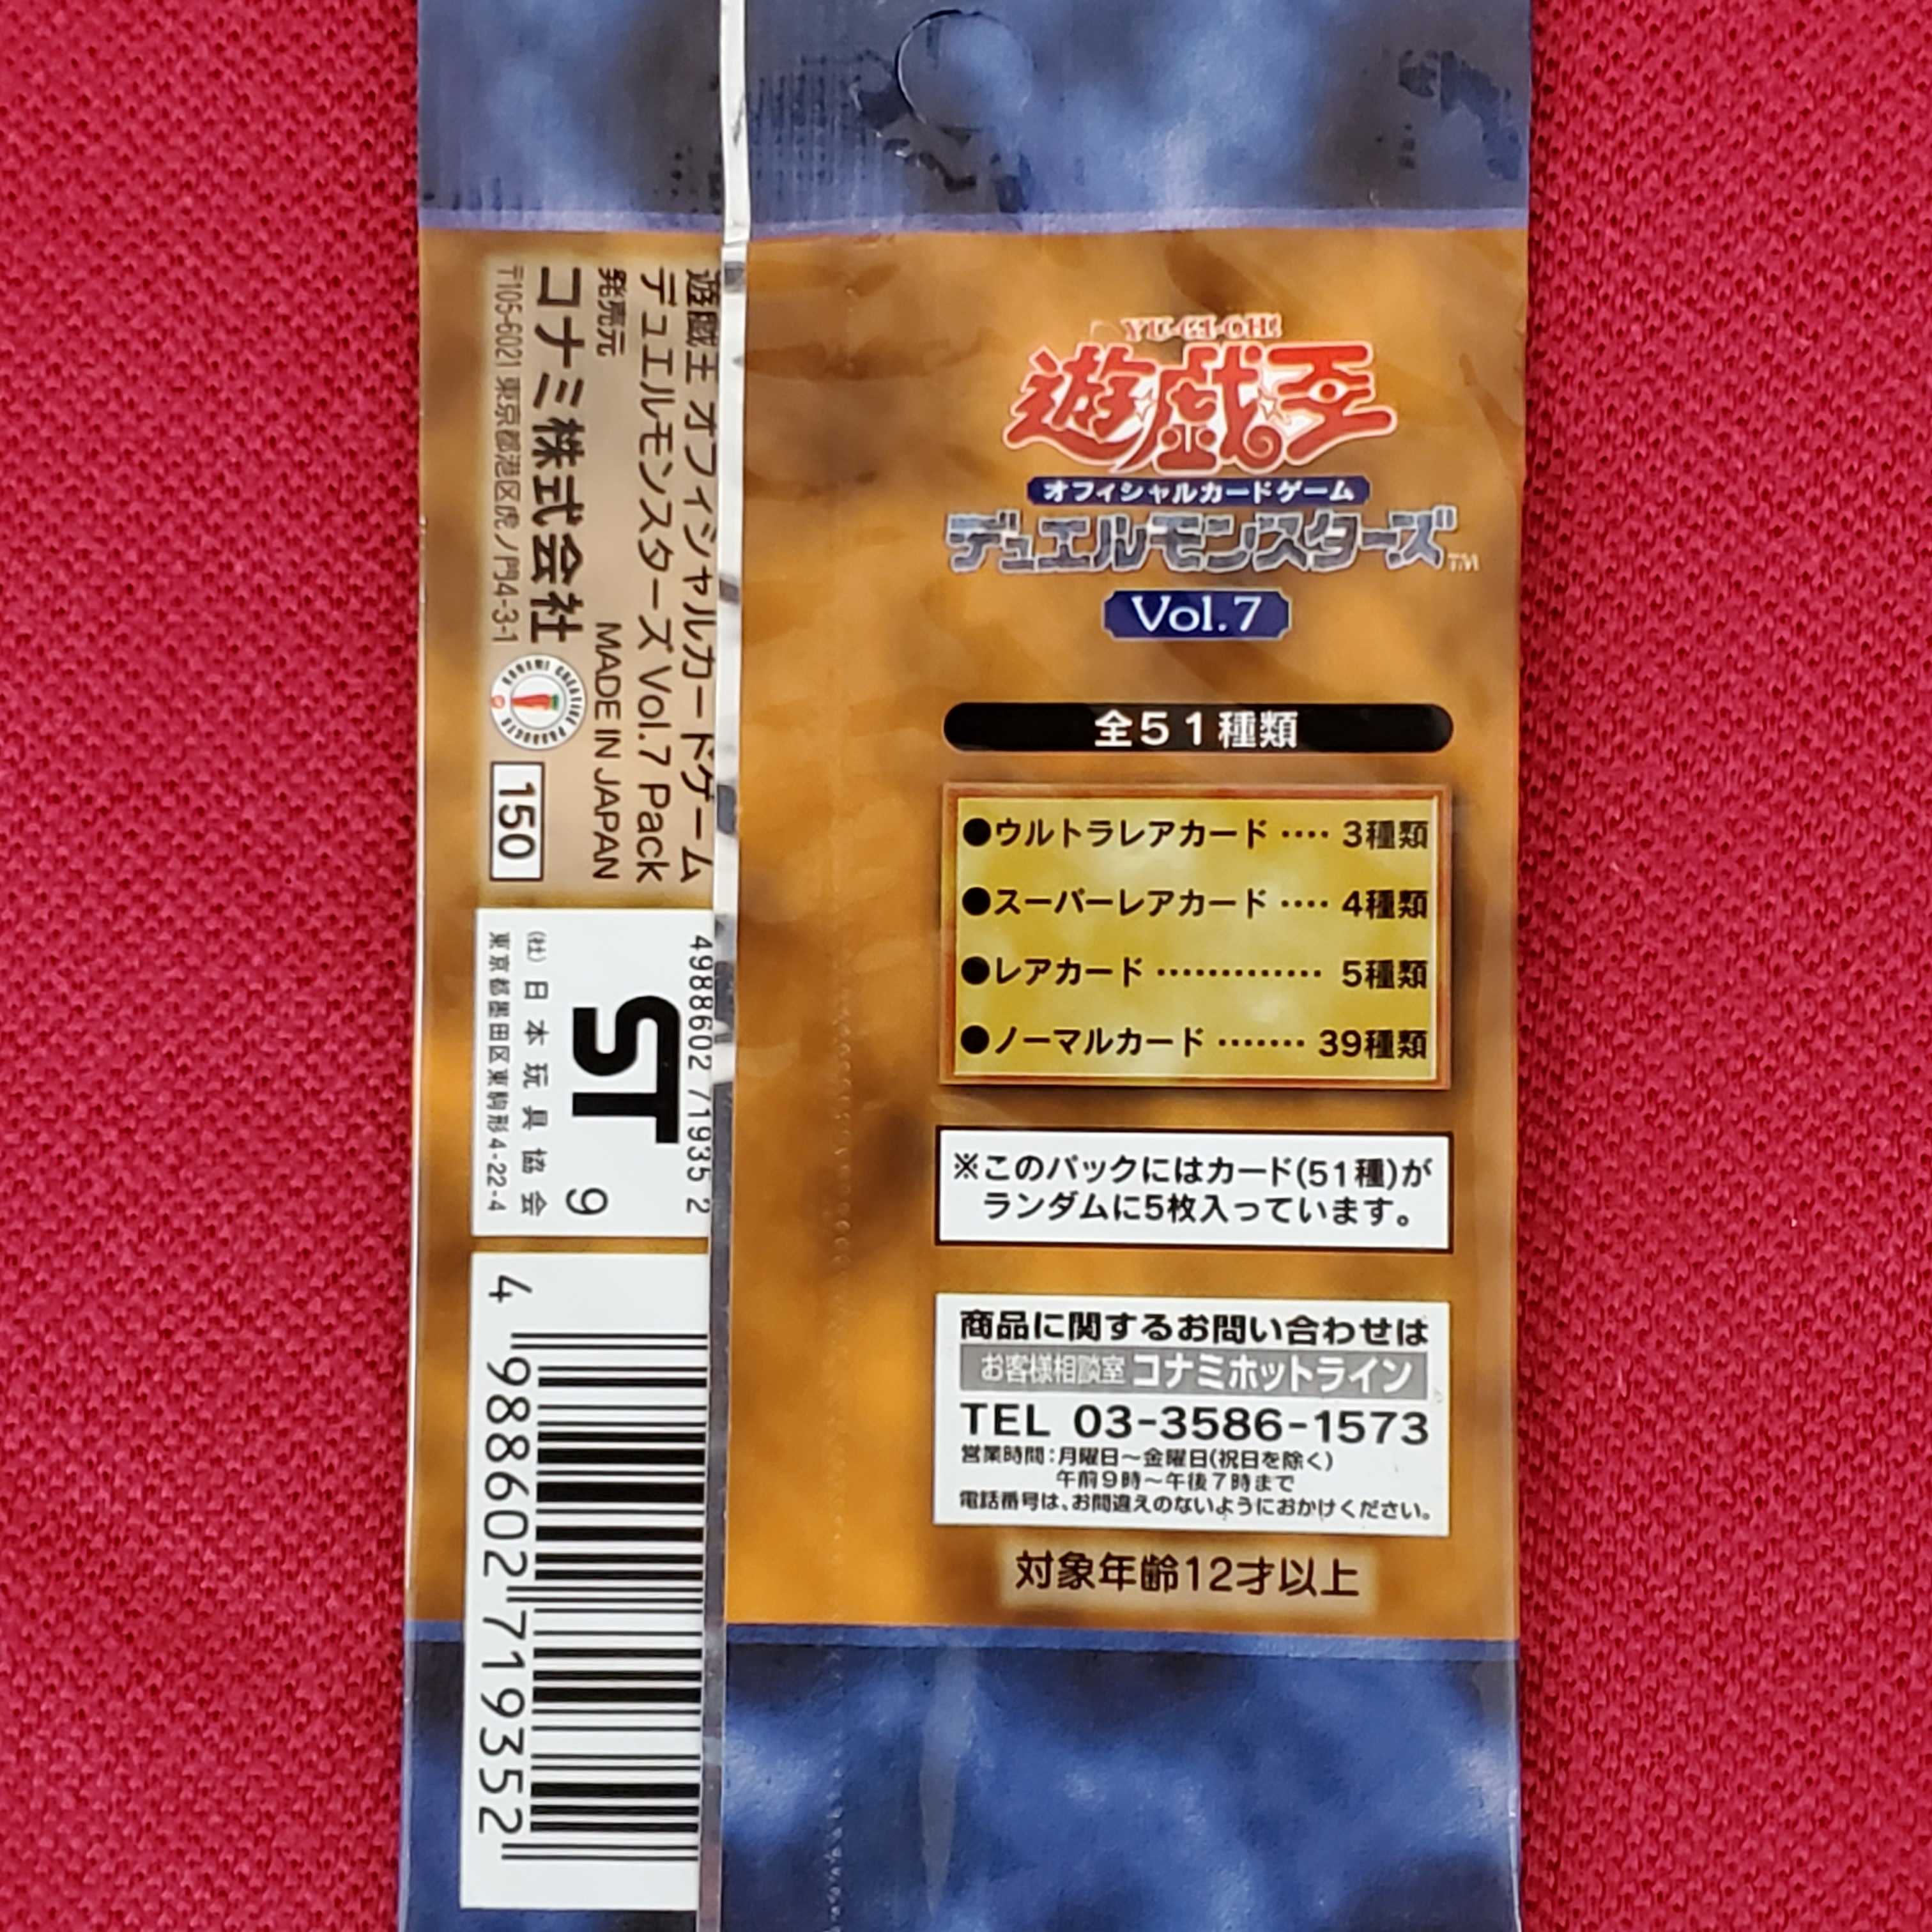 YU-GI-OH!
遊戯王
オフィシャルカードゲーム
デュエルモンスターズ™
Vol.7
全51種類
●ウルトラレアカード ‥‥ 3種類
●スーパーレアカード ‥‥ 4種類
●レアカード ‥‥‥‥‥‥ 5種類
●ノーマルカード ‥‥‥ 39種類
※このパックにはカード(51種)が
ランダムに5枚入っています。
商品に関するお問い合わせは
お客様相談室 コナミホットライン
TEL 03-3586-1573
営業時間:月曜日～金曜日(祝日を除く)
午前9時～午後7時まで
電話番号は、お間違えのないようにおかけください。
対象年齢12才以上
遊戯王 オフィシャルカードゲーム
デュエルモンスターズ Vol.7 Pack
発売元 MADE IN JAPAN
コナミ株式会社
〒105-6021 東京都港区虎ノ門4-3-1
KONAMI CREATIVE PRODUCTS
150
4988602 719352
ST 9
(社)日本玩具協会
東京都墨田区東駒形4-22-4
4 988602 719352